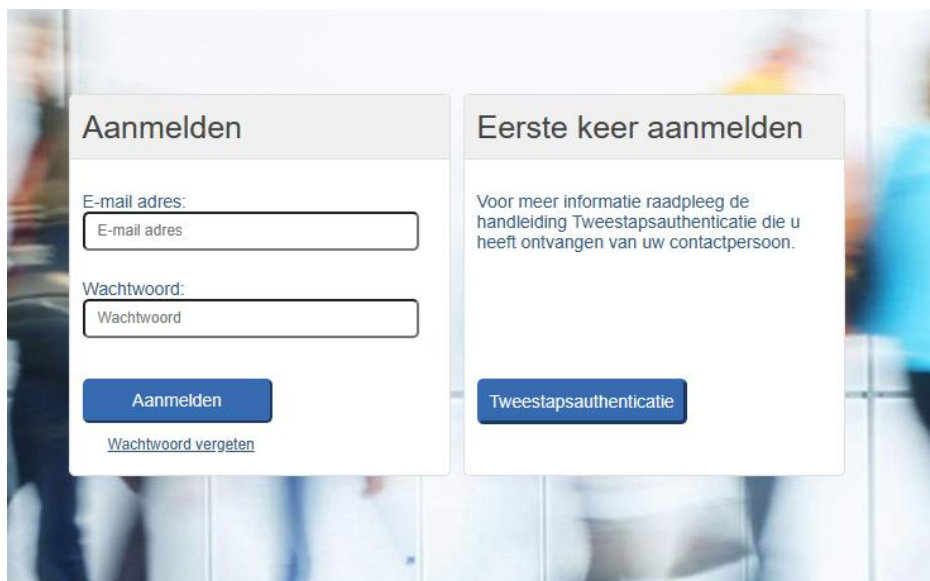 Aanmelden
E-mail adres:
E-mail adres
Wachtwoord:
Wachtwoord
Aanmelden
Wachtwoord vergeten
Eerste keer aanmelden
Voor meer informatie raadpleeg de
handleiding Tweestapsauthenticatie die u
heeft ontvangen van uw contactpersoon.
Tweestapsauthenticatie